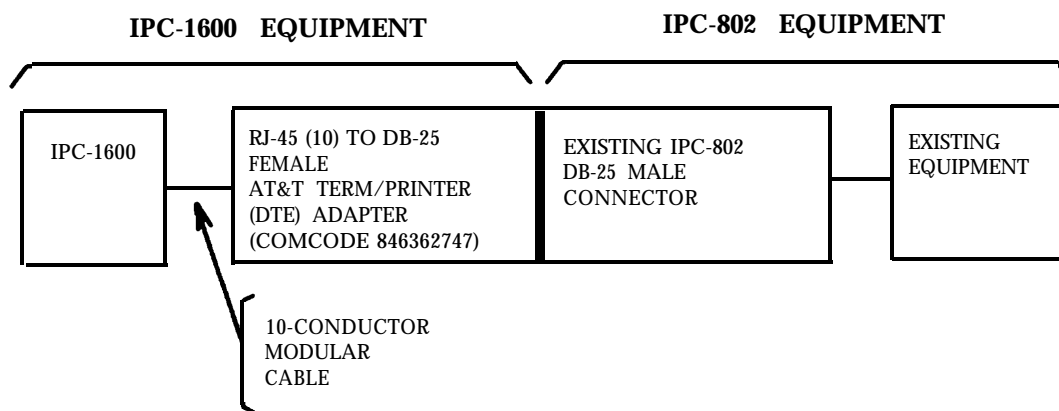 IPC-1600 EQUIPMENT
IPC-802 EQUIPMENT
IPC-1600
RJ-45 (10) TO DB-25
FEMALE
AT&T TERM/PRINTER
(DTE) ADAPTER
(COMCODE 846362747)
EXISTING IPC-802
DB-25 MALE
CONNECTOR
EXISTING
EQUIPMENT
10-CONDUCTOR
MODULAR
CABLE